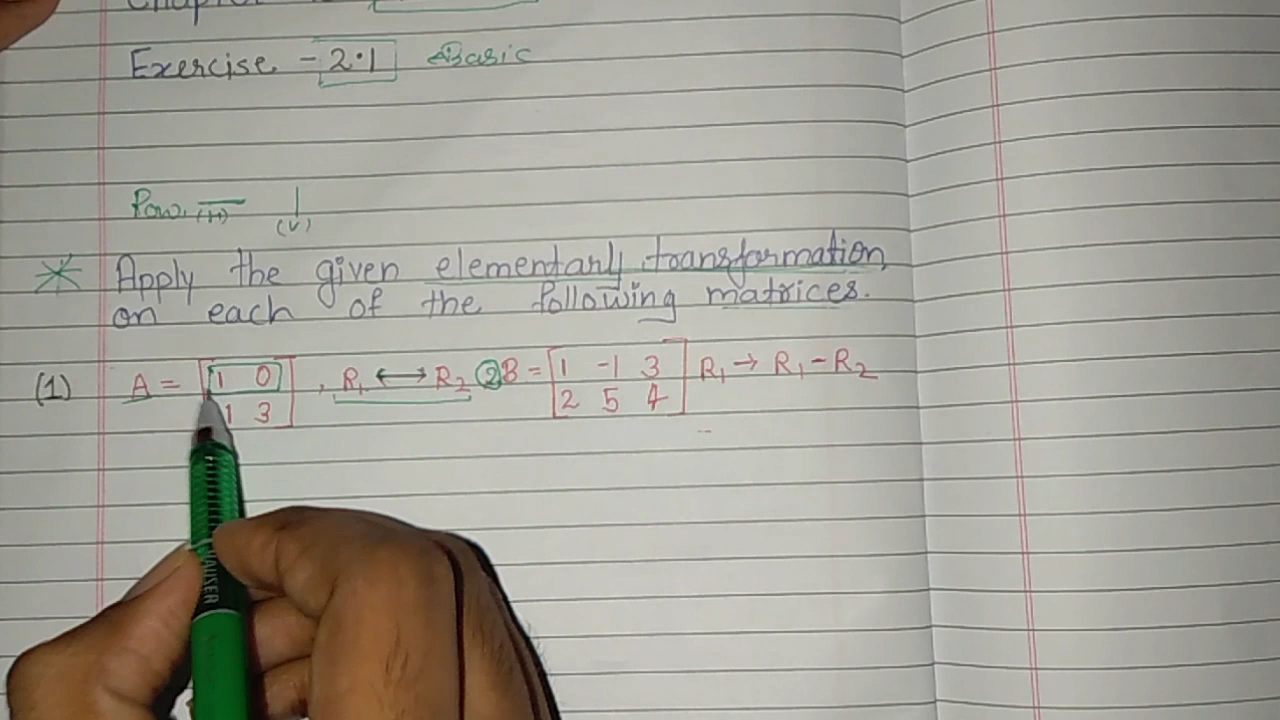 Exercise - 2.1 Basic
Row (H) (V)
Apply the given elementary transformation
on each of the following matrices.
(1) A = [1 0 , R₁ ↔ R₂ ② B = [1 -1 3 R₁ → R₁ - R₂
1 3] 2 5 4]